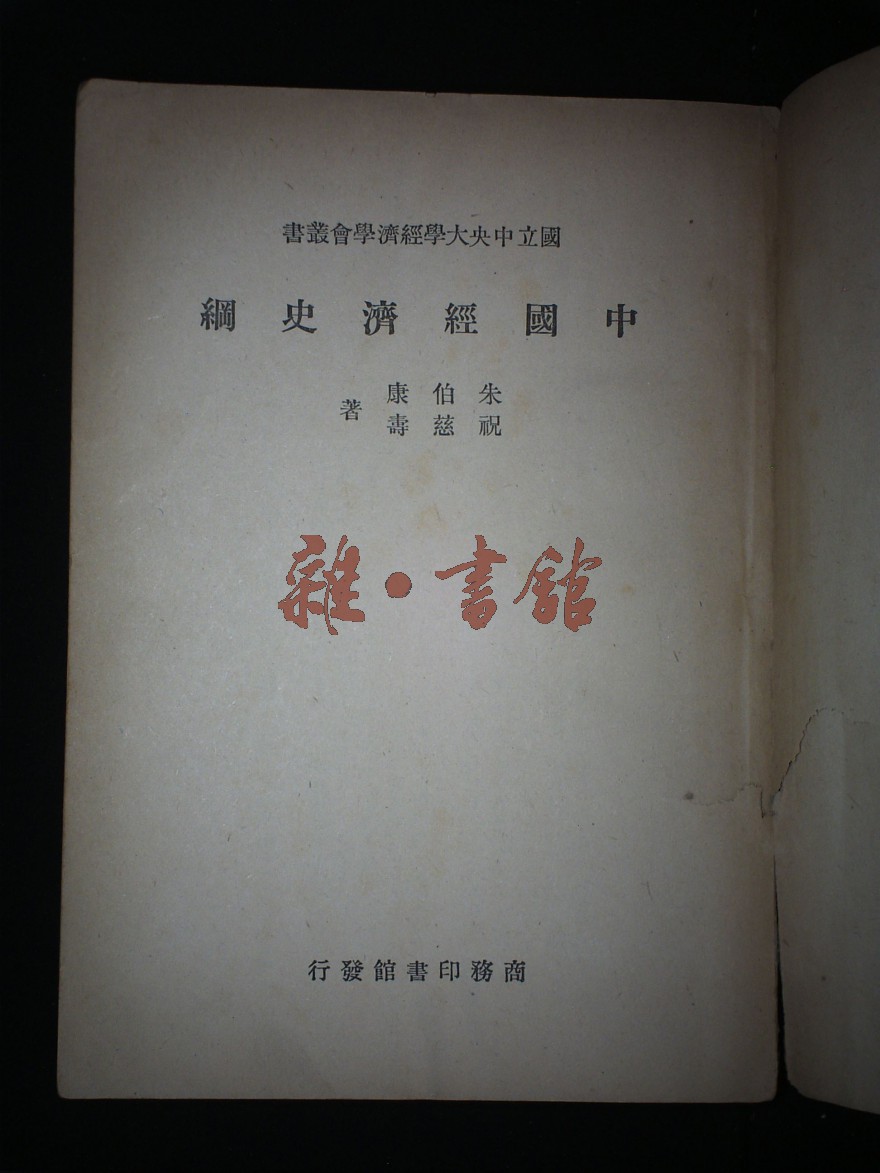 國立中央大學經濟學會叢書
中國經濟史綱
朱伯康
祝慈壽
著
雜·書館
商務印書館發行